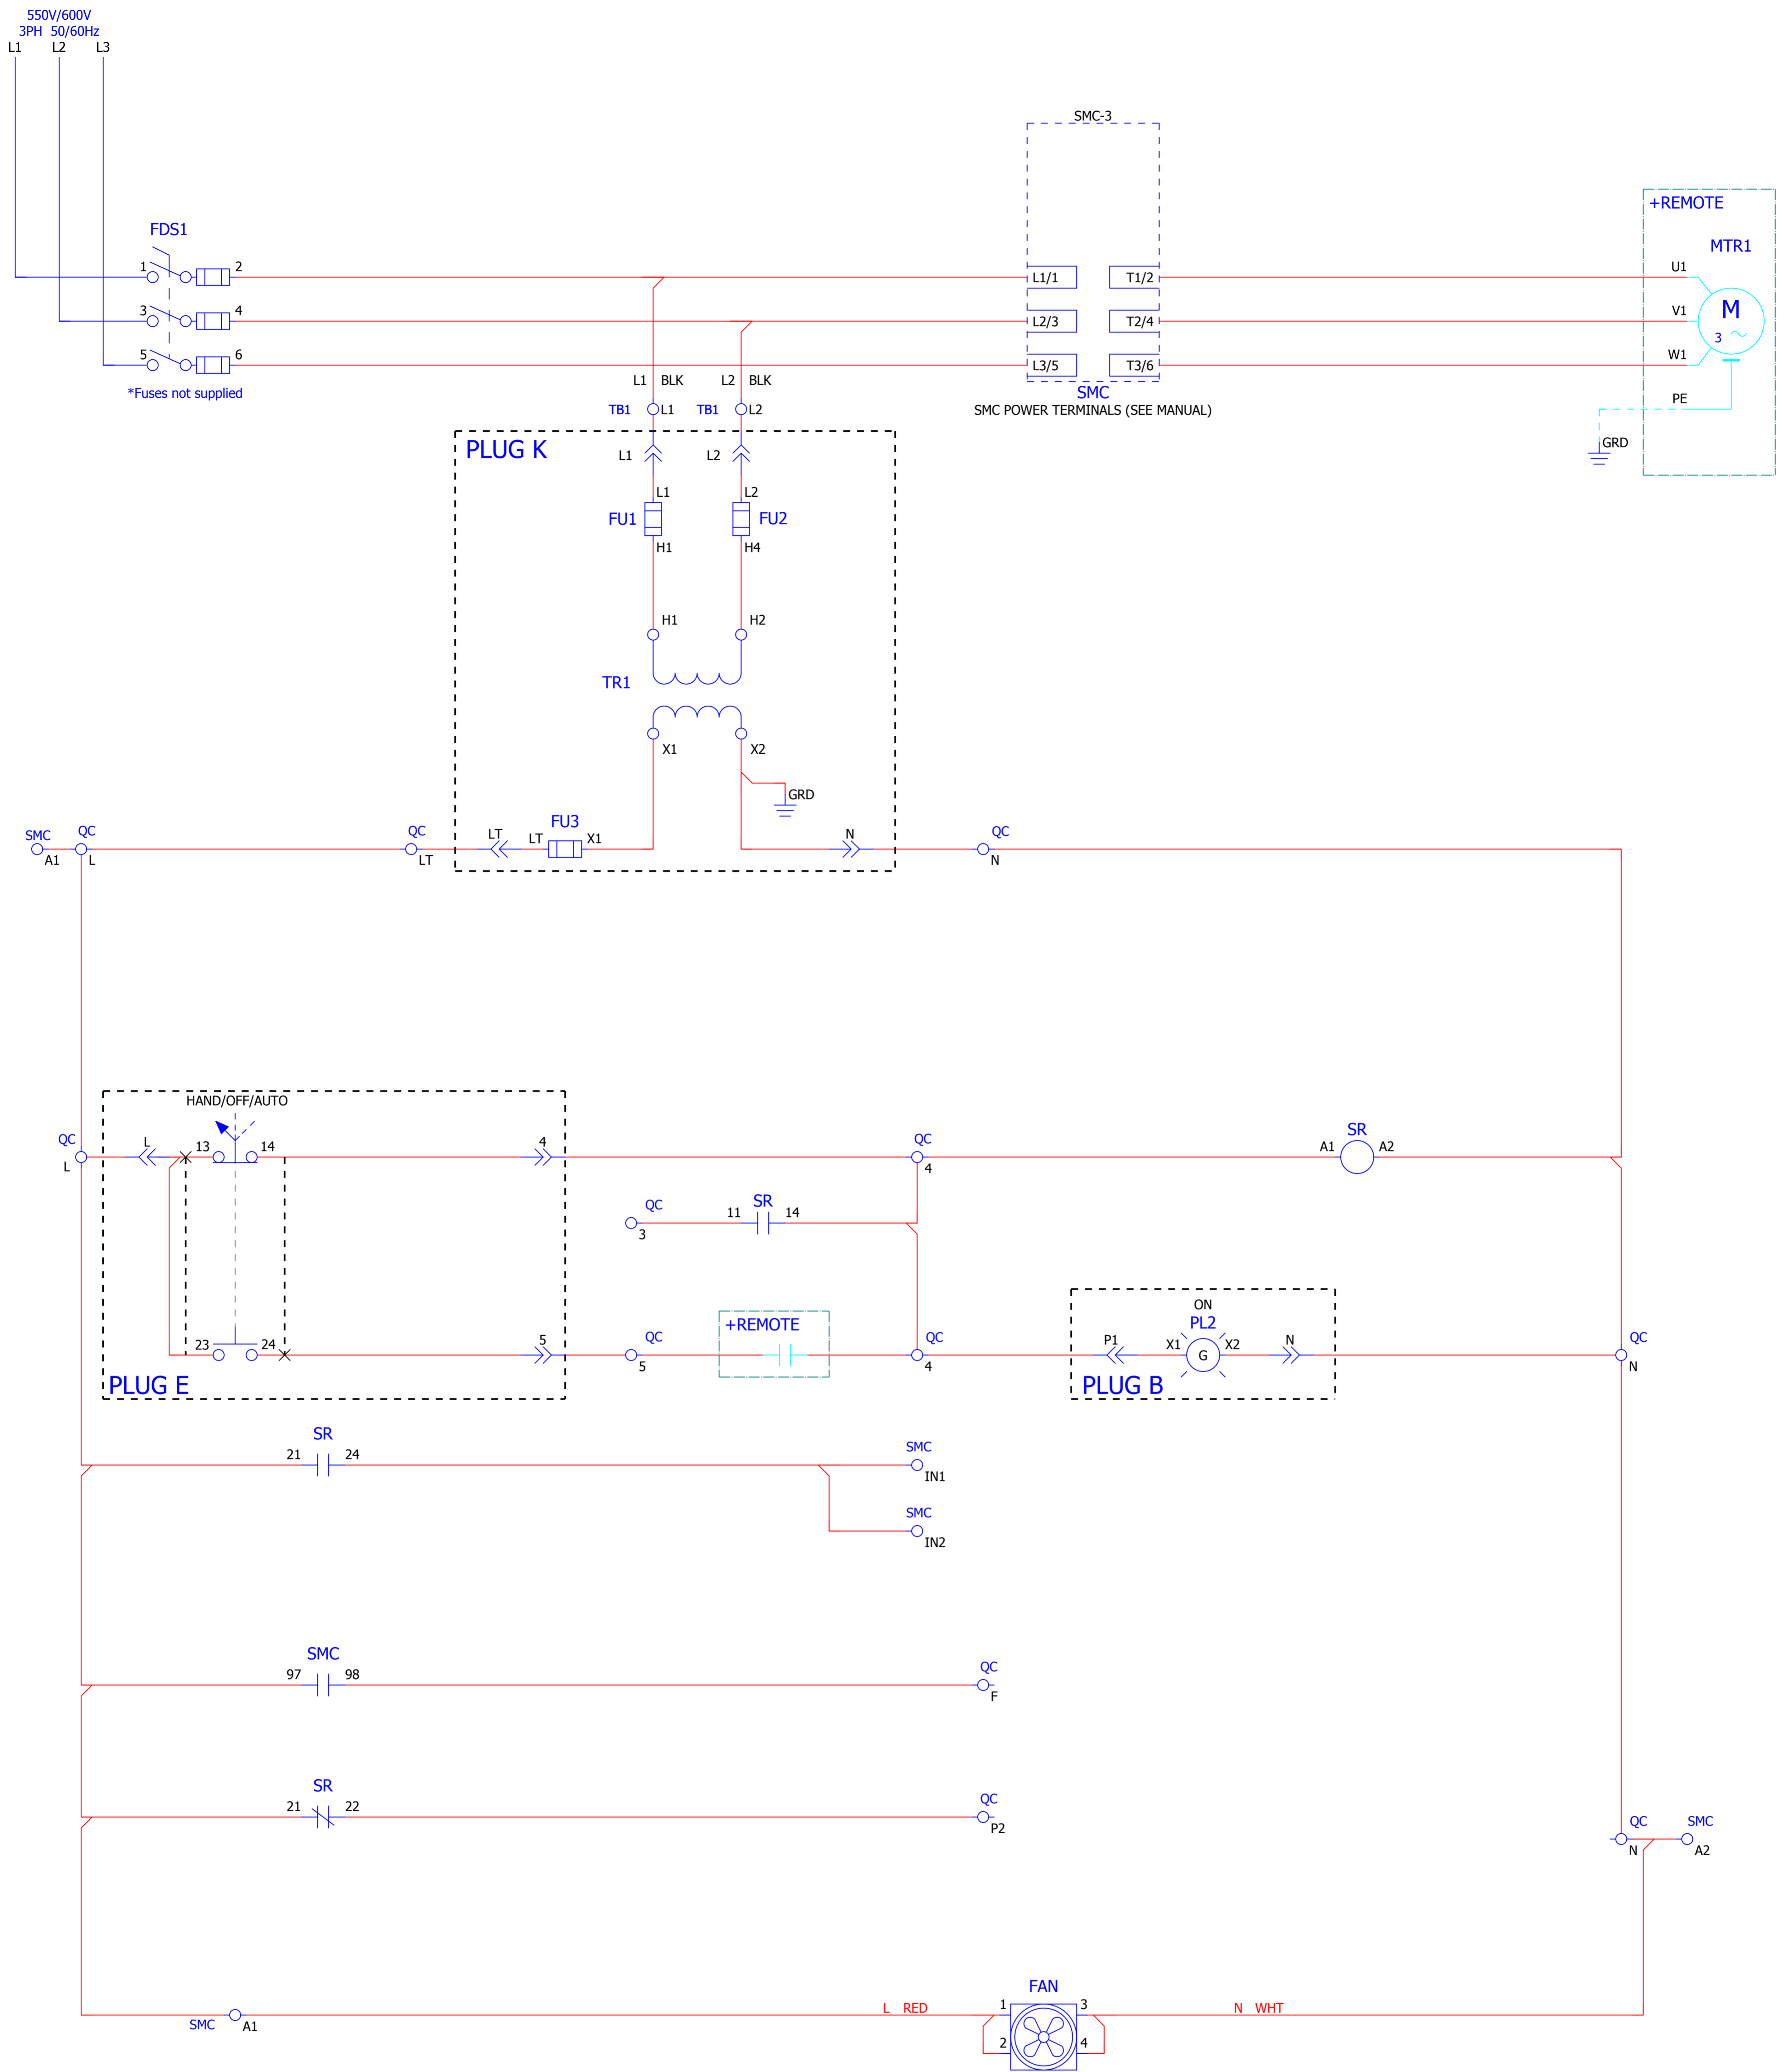 550V/600V
3PH 50/60Hz
L1 L2 L3
SMC-3
+REMOTE
FDS1
MTR1
1 2 L1/1 T1/2 U1
3 4 L2/3 T2/4 V1 M
3
5 6 L3/5 T3/6 W1
*Fuses not supplied
L1 BLK L2 BLK
SMC
PE
TB1 L1 TB1 L2
SMC POWER TERMINALS (SEE MANUAL)
GRD
PLUG K
L1 L2
L1 L2
FU1 FU2
H1 H4
H1 H2
TR1
X1 X2
GRD
SMC QC QC LT LT FU3 X1 N QC
A1 L LT N
HAND/OFF/AUTO
QC L 13 14 4 QC SR
A1 A2
L 4
QC 11 SR 14
3
ON
+REMOTE
PL2
23 24 5 QC QC P1 X1 G X2 N QC
5 4 N
PLUG E
PLUG B
SR
21 24 SMC
IN1
SMC
IN2
SMC
97 98 QC
F
SR
21 22 QC
P2
QC SMC
N A2
FAN
L RED 1 3 N WHT
SMC A1
2 4